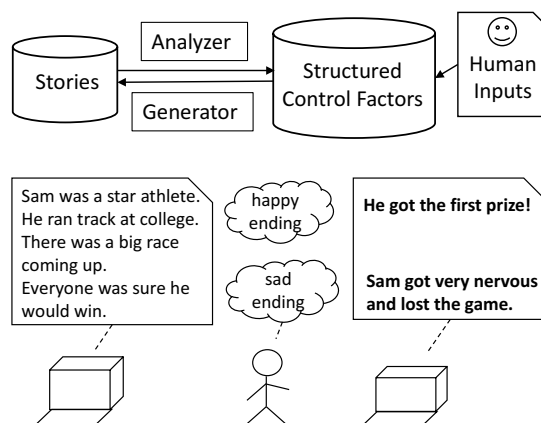 Analyzer
Stories
Generator
Structured
Control Factors
Human
Inputs
Sam was a star athlete.
He ran track at college.
There was a big race
coming up.
Everyone was sure he
would win.
happy
ending
sad
ending
He got the first prize!
Sam got very nervous
and lost the game.